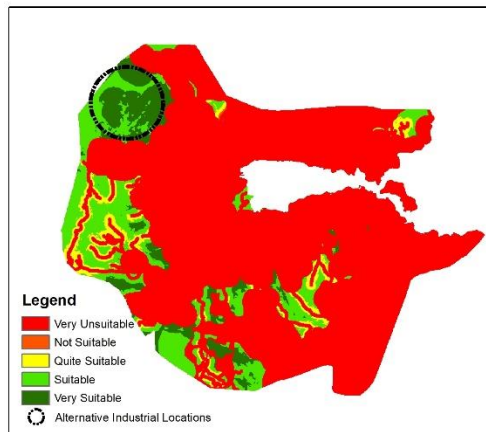 Legend
Very Unsuitable
Not Suitable
Quite Suitable
Suitable
Very Suitable
Alternative Industrial Locations